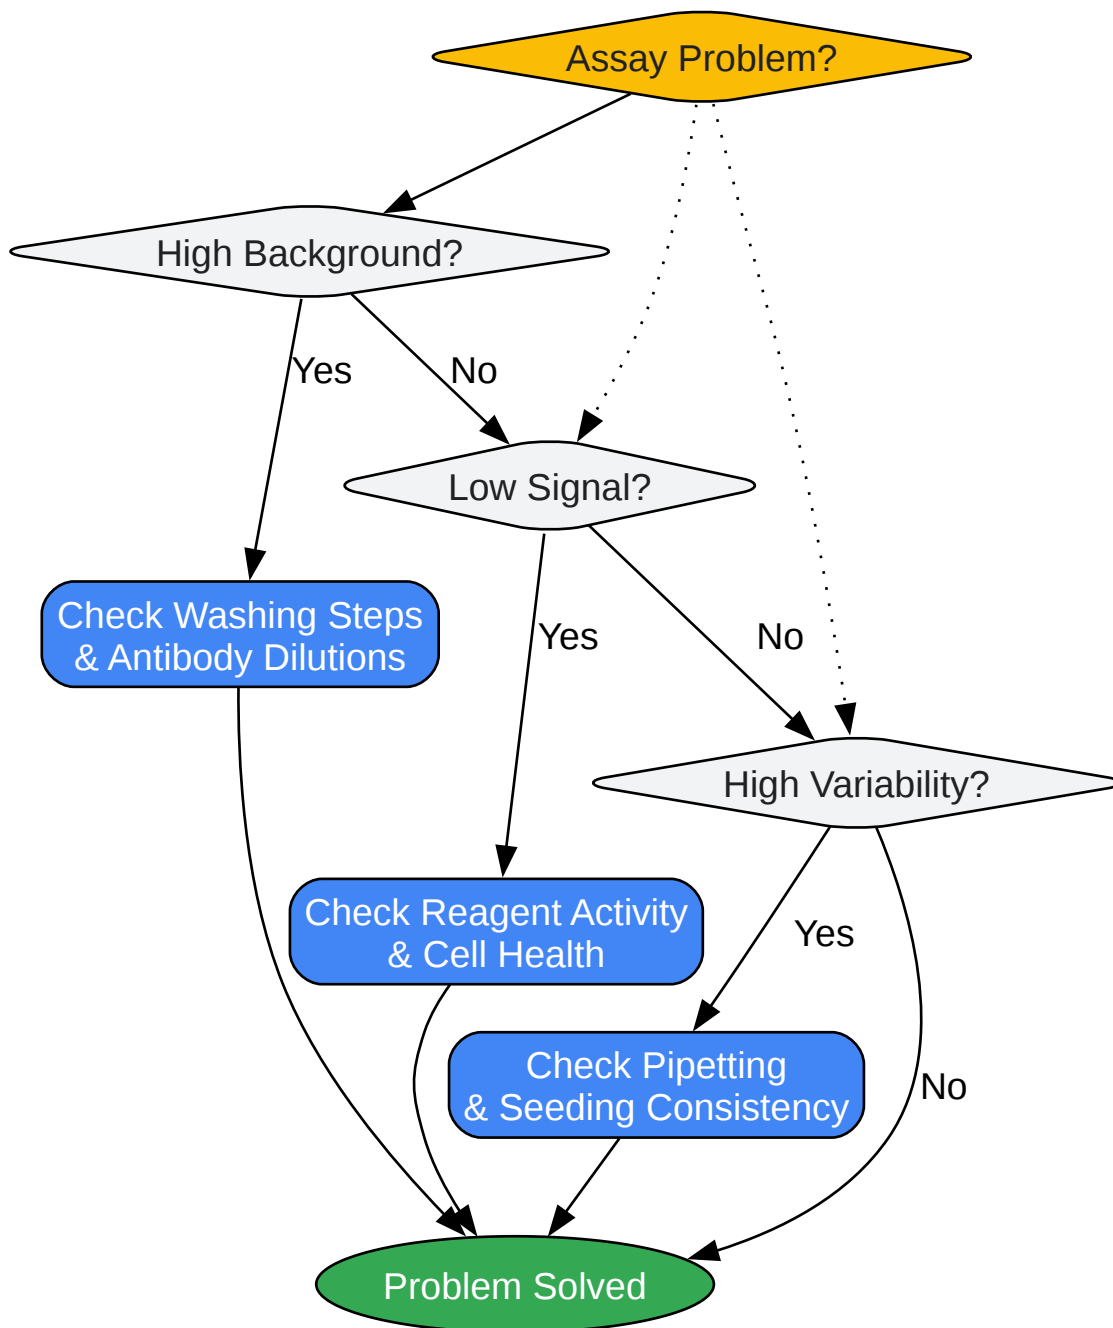 Assay Problem?
High Background?
Yes
No
Low Signal?
Check Washing Steps
& Antibody Dilutions
Yes
No
High Variability?
Check Reagent Activity
& Cell Health
Yes
Check Pipetting
& Seeding Consistency
No
Problem Solved